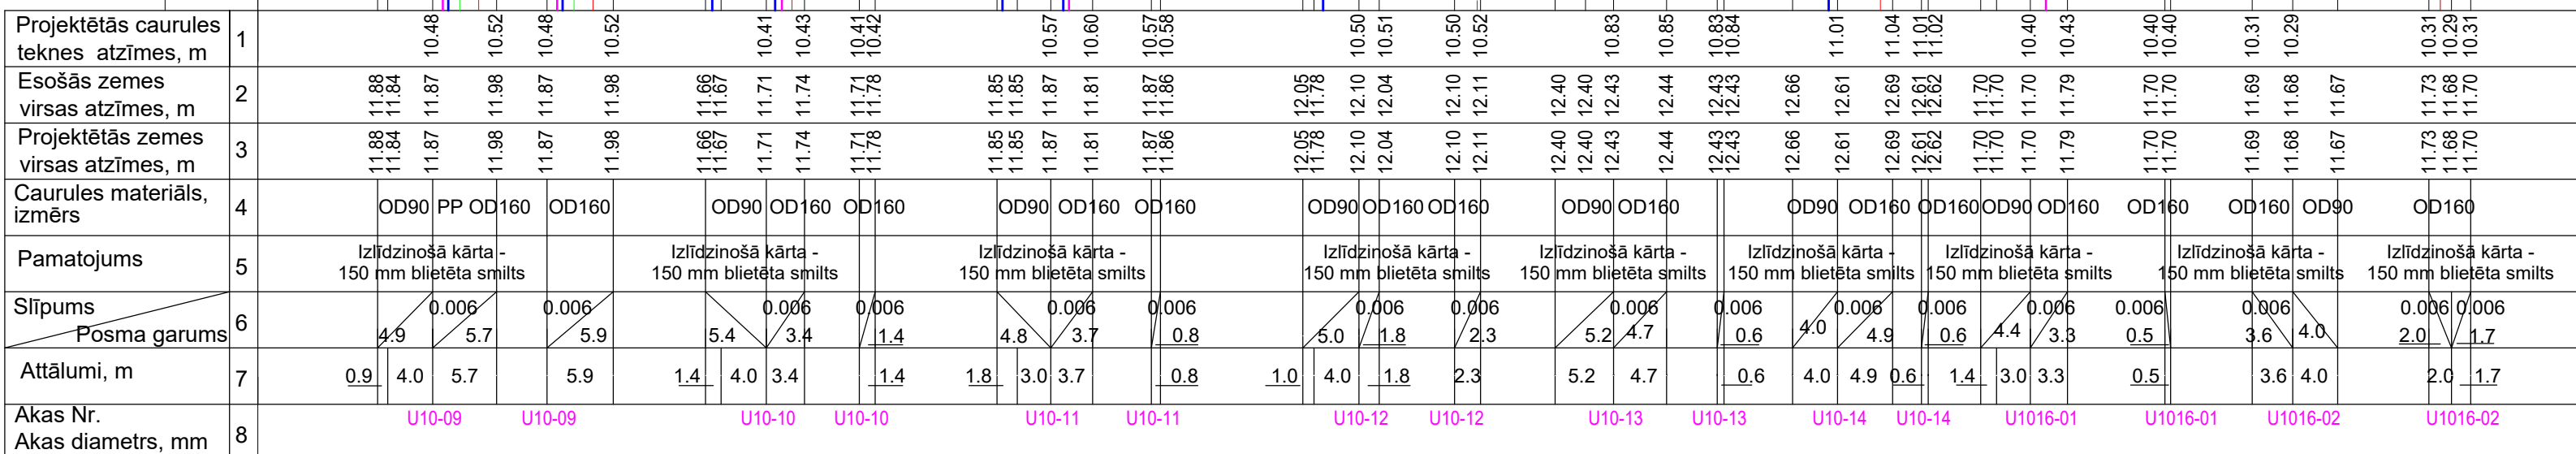 Projektētās caurules
teknes atzīmes, m
1
10.48 10.52 10.48 10.52 10.41 10.43 10.41 10.42 10.57 10.60 10.57 10.58 10.50 10.51 10.50 10.52 10.83 10.85 10.83 10.84 11.01 11.04 11.01 11.02 10.40 10.43 10.40 10.40 10.31 10.29 10.31 10.29 10.31
Esošās zemes
virsas atzīmes, m
2
11.88 11.84 11.87 11.98 11.87 11.98 11.66 11.67 11.71 11.74 11.71 11.78 11.85 11.85 11.87 11.81 11.87 11.86 12.05 11.78 12.10 12.04 12.10 12.11 12.40 12.40 12.43 12.44 12.43 12.43 12.66 12.61 12.69 12.61 12.62 11.70 11.70 11.70 11.79 11.70 11.70 11.69 11.68 11.67 11.73 11.68 11.70
Projektētās zemes
virsas atzīmes, m
3
11.88 11.84 11.87 11.98 11.87 11.98 11.66 11.67 11.71 11.74 11.71 11.78 11.85 11.85 11.87 11.81 11.87 11.86 12.05 11.78 12.10 12.04 12.10 12.11 12.40 12.40 12.43 12.44 12.43 12.43 12.66 12.61 12.69 12.61 12.62 11.70 11.70 11.70 11.79 11.70 11.70 11.69 11.68 11.67 11.73 11.68 11.70
Caurules materiāls,
izmērs
4
OD90 PP OD160 OD160 OD90 OD160 OD160 OD90 OD160 OD160 OD90 OD160 OD160 OD90 OD160 OD90 OD160 OD160 OD90 OD160 OD160 OD160 OD90 OD160
Pamatojums
5
Izlīdzinošā kārta - Izlīdzinošā kārta - Izlīdzinošā kārta - Izlīdzinošā kārta - Izlīdzinošā kārta - Izlīdzinošā kārta - Izlīdzinošā kārta - Izlīdzinošā kārta - Izlīdzinošā kārta -
150 mm blietēta smilts 150 mm blietēta smilts 150 mm blietēta smilts 150 mm blietēta smilts 150 mm blietēta smilts 150 mm blietēta smilts 150 mm blietēta smilts 150 mm blietēta smilts 150 mm blietēta smilts
Slīpums
Posma garums
6
0.006 0.006 0.006 0.006 0.006 0.006 0.006 0.006 0.006 0.006 0.006 0.006 0.006 0.006 0.006 0.006 0.006
4.9 5.7 5.9 5.4 3.4 1.4 4.8 3.7 0.8 5.0 1.8 2.3 5.2 4.7 0.6 4.0 4.9 0.6 4.4 3.3 0.5 3.6 4.0 2.0 1.7
Attālumi, m
7
0.9 4.0 5.7 5.9 1.4 4.0 3.4 1.4 1.8 3.0 3.7 0.8 1.0 4.0 1.8 2.3 5.2 4.7 0.6 4.0 4.9 0.6 1.4 3.0 3.3 0.5 3.6 4.0 2.0 1.7
Akas Nr.
Akas diametrs, mm
8
U10-09 U10-09 U10-10 U10-10 U10-11 U10-11 U10-12 U10-12 U10-13 U10-13 U10-14 U10-14 U1016-01 U1016-01 U1016-02 U1016-02